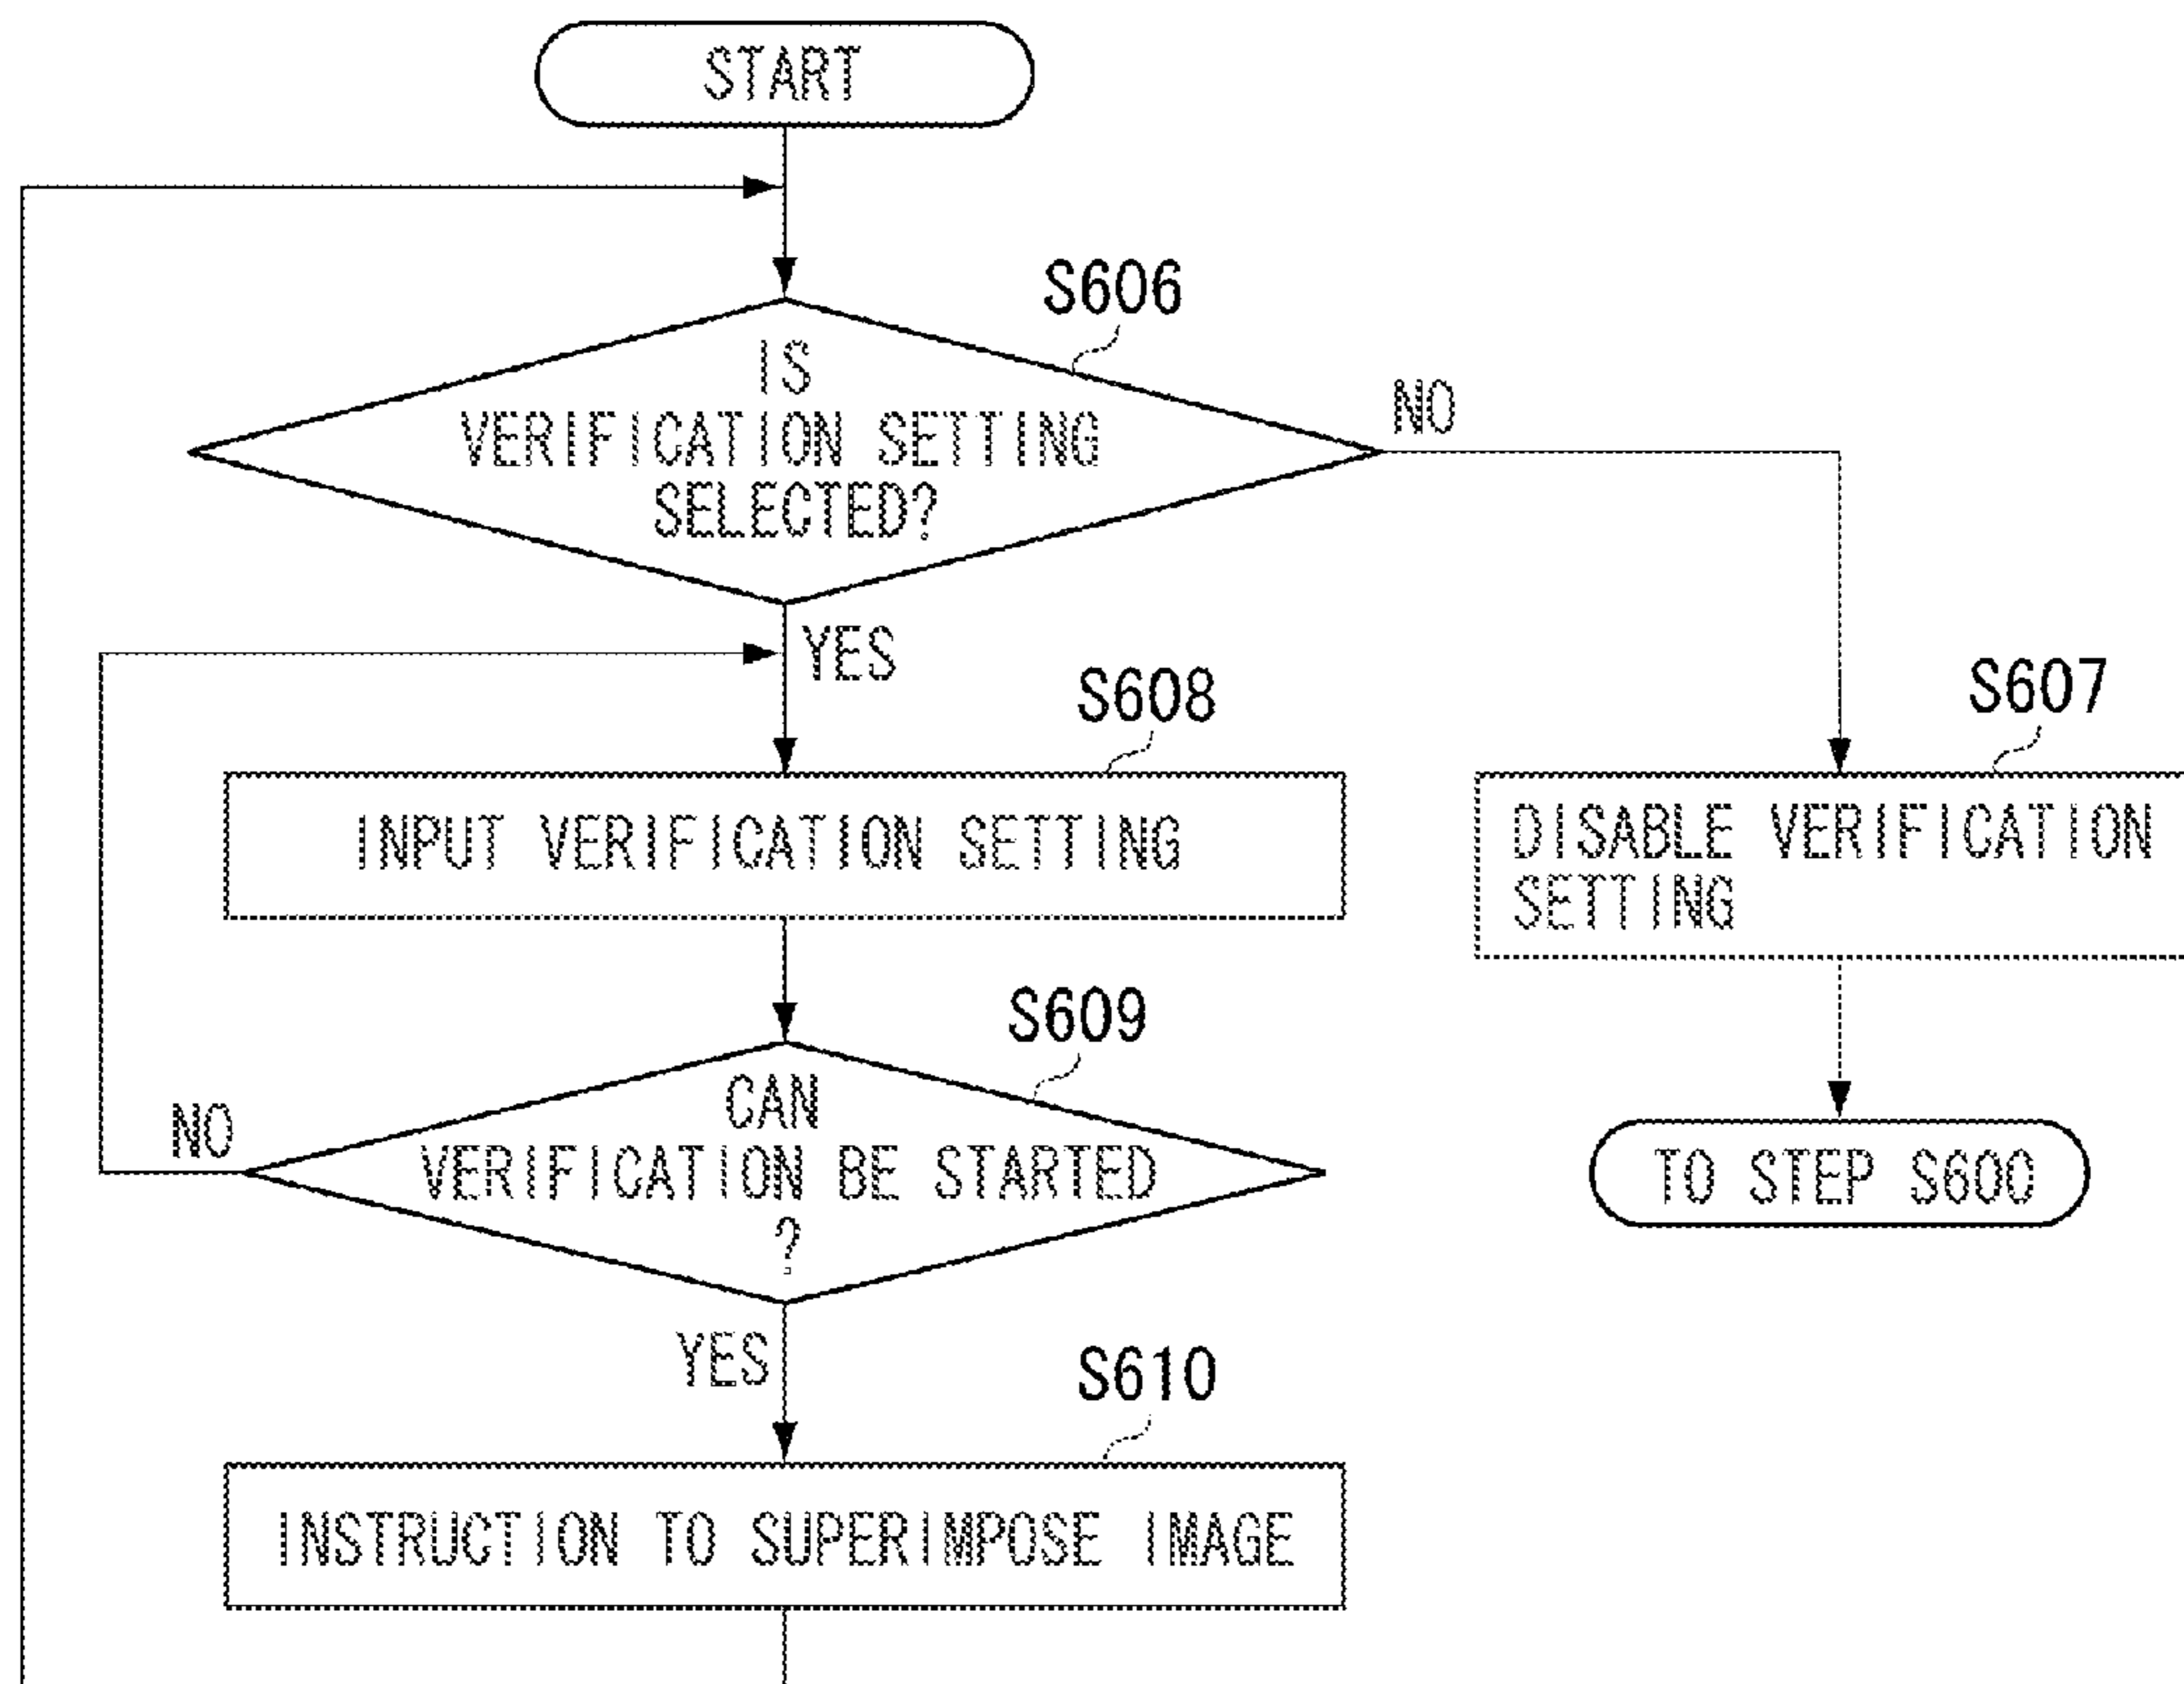 START
S606
IS
VERIFICATION SETTING
SELECTED?
NO
YES
S608
INPUT VERIFICATION SETTING
S607
DISABLE VERIFICATION
SETTING
S609
CAN
VERIFICATION BE STARTED
?
NO
TO STEP S600
YES
S610
INSTRUCTION TO SUPERIMPOSE IMAGE